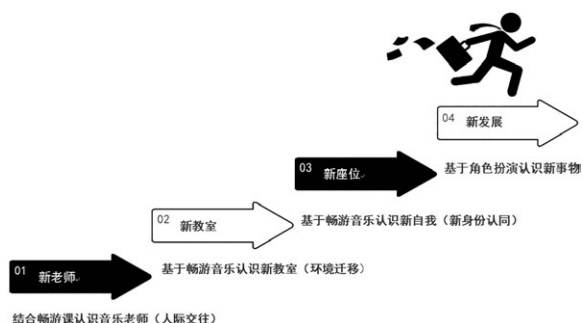 04 新发展
03 新座位
基于角色扮演认识新事物
02 新教室
基于畅游音乐认识新自我（新身份认同）
01 新老师
基于畅游音乐认识新教室（环境迁移）
结合畅游课认识音乐老师（人际交往）